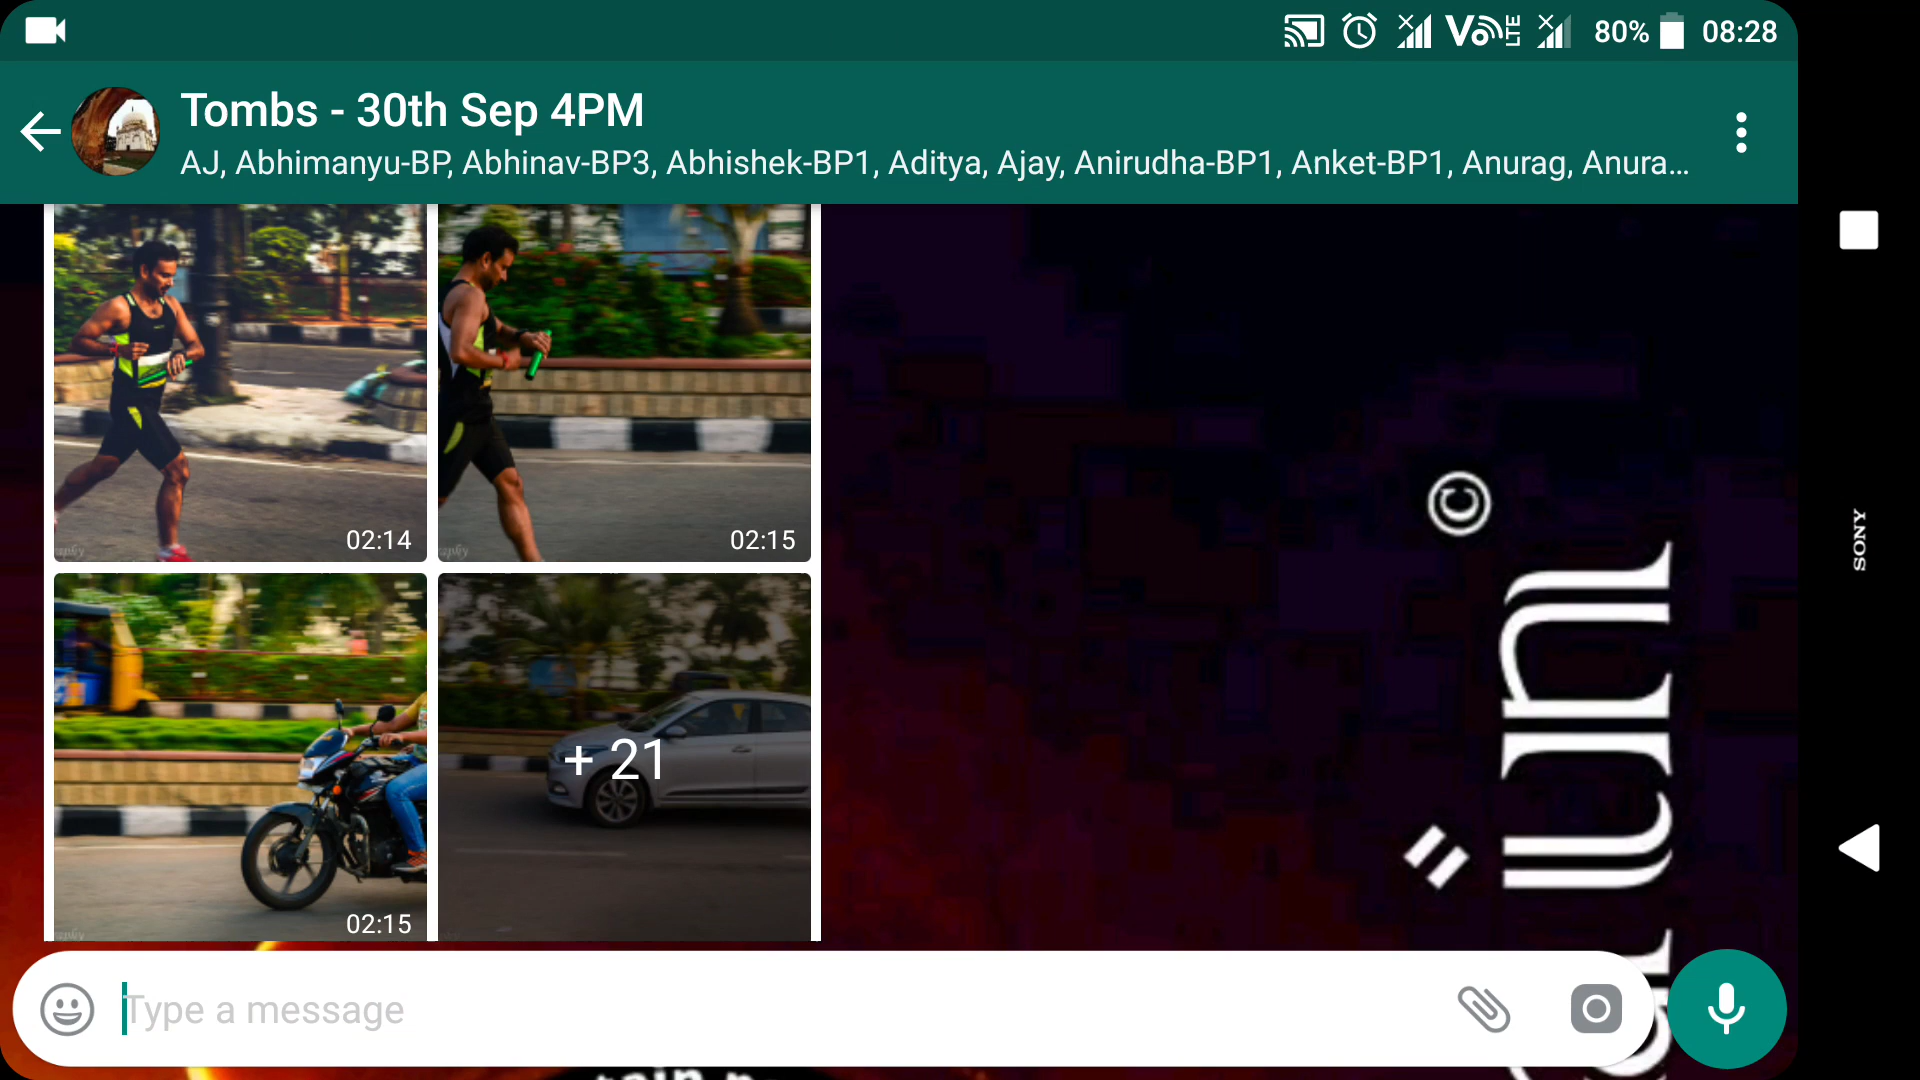 VoLTE 80% 08:28
Tombs - 30th Sep 4PM
AJ, Abhimanyu-BP, Abhinav-BP3, Abhishek-BP1, Aditya, Ajay, Anirudha-BP1, Anket-BP1, Anurag, Anura...
02:14
02:15
02:15
+ 21
©
SONY
Type a message